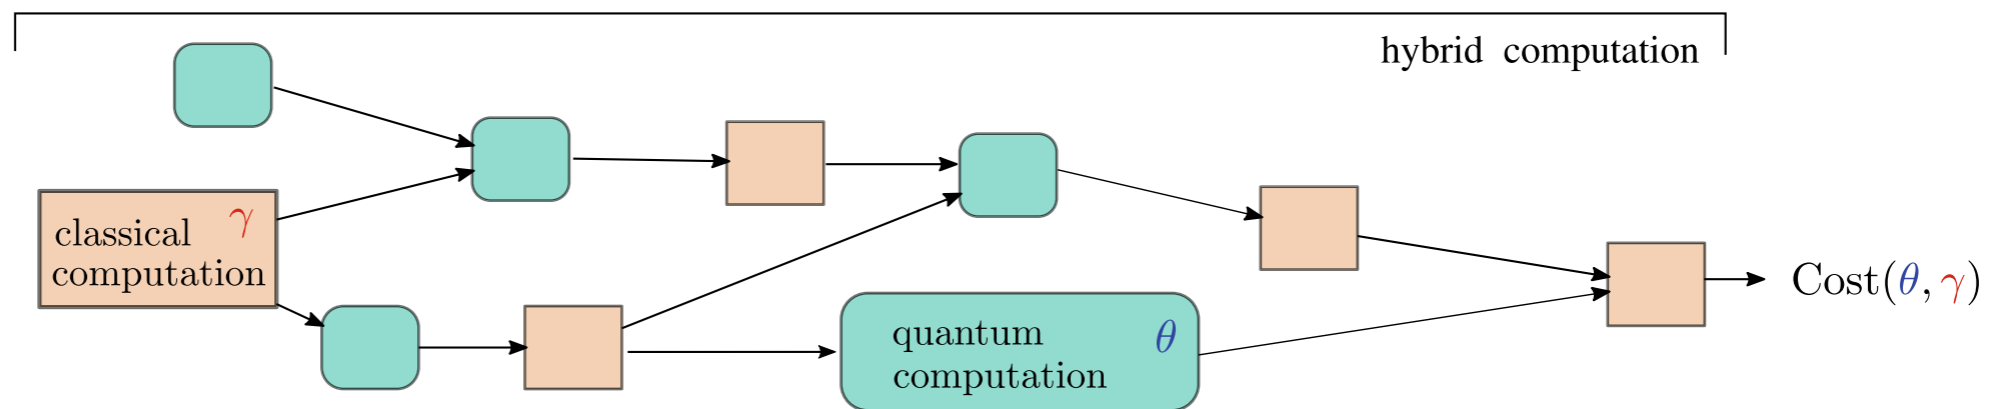 hybrid computation
classical γ
computation
quantum θ
computation
Cost(θ, γ)